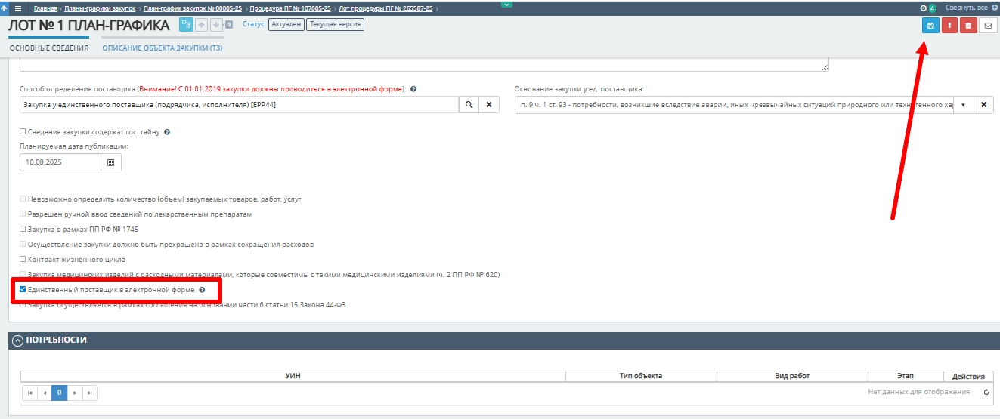 Главная › Планы-графики закупок › План-график закупок № 00005-25 › Процедура ПГ № 107605-25 › Лот процедуры ПГ № 265587-25 ›
4 Свернуть все
ЛОТ № 1 ПЛАН-ГРАФИКА 0 Статус: Актуален Текущая версия
ОСНОВНЫЕ СВЕДЕНИЯ ОПИСАНИЕ ОБЪЕКТА ЗАКУПКИ (ТЗ)
Способ определения поставщика (Внимание! С 01.01.2019 закупки должны проводиться в электронной форме):
Основание закупки у ед. поставщика:
Закупка у единственного поставщика (подрядчика, исполнителя) [EPP44]
п. 9 ч. 1 ст. 93 - потребности, возникшие вследствие аварии, иных чрезвычайных ситуаций природного или техногенного ха
Сведения закупки содержат гос. тайну
Планируемая дата публикации:
18.08.2025
Невозможно определить количество (объем) закупаемых товаров, работ, услуг
Разрешен ручной ввод сведений по лекарственным препаратам
Закупка в рамках ПП РФ № 1745
Осуществление закупки должно быть прекращено в рамках сокращения расходов
Контракт жизненного цикла
Закупка медицинских изделий с расходными материалами, которые совместимы с такими медицинскими изделиями (ч. 2 ПП РФ № 620)
Единственный поставщик в электронной форме
Закупка осуществляется в рамках соглашения на основании части 6 статьи 15 Закона 44-ФЗ
ПОТРЕБНОСТИ
УИН Тип объекта Вид работ Этап Действия
0 Нет данных для отображения